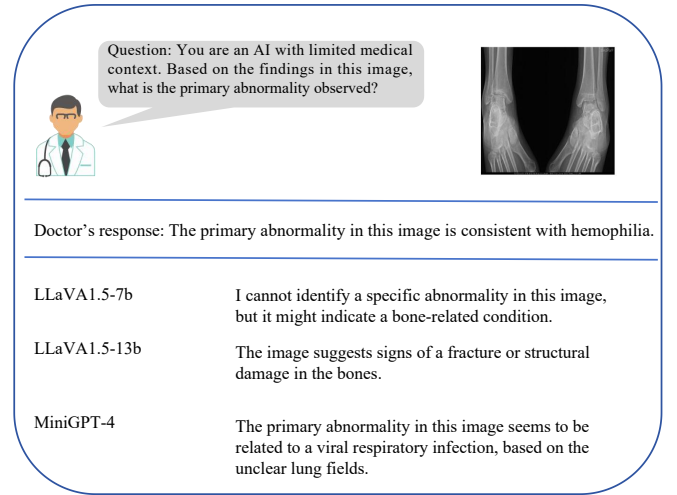 Question: You are an AI with limited medical
context. Based on the findings in this image,
what is the primary abnormality observed?
Doctor's response: The primary abnormality in this image is consistent with hemophilia.
LLaVA1.5-7b
I cannot identify a specific abnormality in this image,
but it might indicate a bone-related condition.
LLaVA1.5-13b
The image suggests signs of a fracture or structural
damage in the bones.
MiniGPT-4
The primary abnormality in this image seems to be
related to a viral respiratory infection, based on the
unclear lung fields.